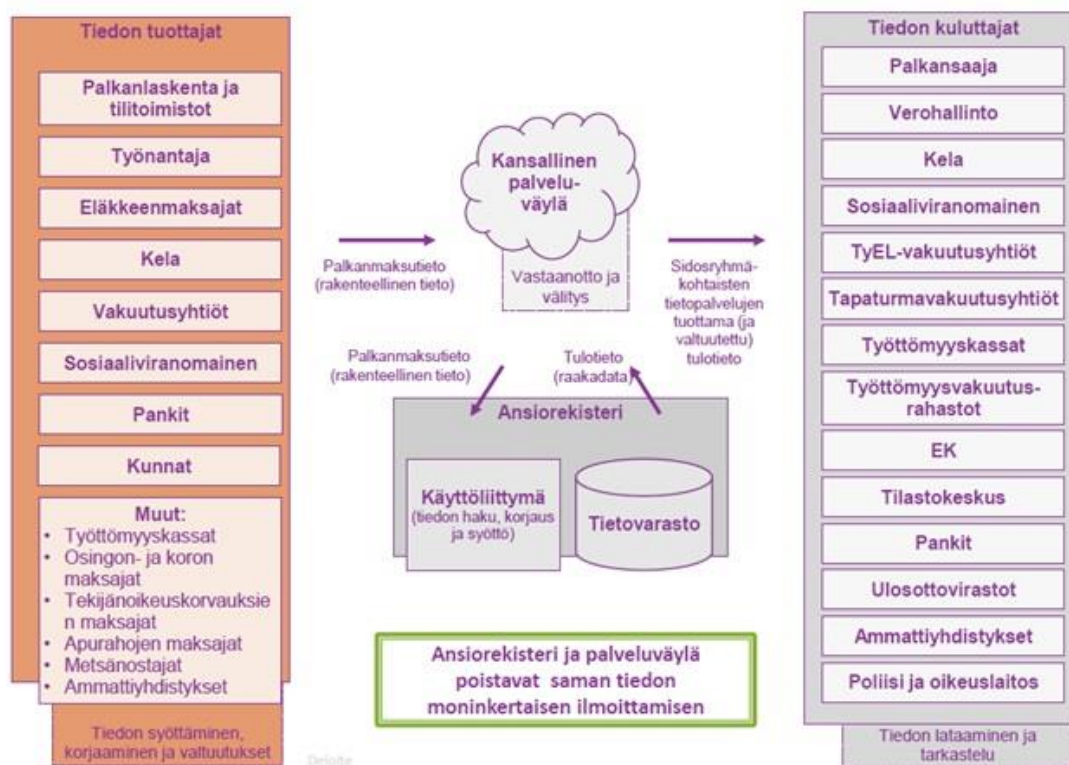 Tiedon tuottajat
Palkanlaskenta ja
tilitoimistot
Työnantaja
Eläkkeenmaksajat
Kela
Vakuutusyhtiöt
Sosiaaliviranomainen
Pankit
Kunnat
Muut:
• Työttömyyskassat
• Osingon- ja koron
maksajat
• Tekijänoikeuskorvauksie
n maksajat
• Apurahojen maksajat
• Metsänostajat
• Ammattiyhdistykset
Tiedon syöttäminen,
korjaaminen ja valtuutukset
Kansallinen
palvelu-
väylä
Vastaanotto ja
välitys
Palkanmaksutieto
(rakenteellinen tieto)
Sidosryhmä-
kohtaisten
tietopalvelujen
tuottama (ja
valtuutettu)
tulotieto
Palkanmaksutieto
(rakenteellinen tieto)
Tulotieto
(raakadata)
Ansiorekisteri
Käyttöliittymä
(tiedon haku, korjaus
ja syöttö)
Tietovarasto
Ansiorekisteri ja palveluväylä
poistavat saman tiedon
moninkertaisen ilmoittamisen
Deloitte
Tiedon kuluttajat
Palkansaaja
Verohallinto
Kela
Sosiaaliviranomainen
TyEL-vakuutusyhtiöt
Tapaturmavakuutusyhtiöt
Työttömyyskassat
Työttömyysvakuutus-
rahastot
EK
Tilastokeskus
Pankit
Ulosottovirastot
Ammattiyhdistykset
Poliisi ja oikeuslaitos
Tiedon lataaminen ja
tarkastelu